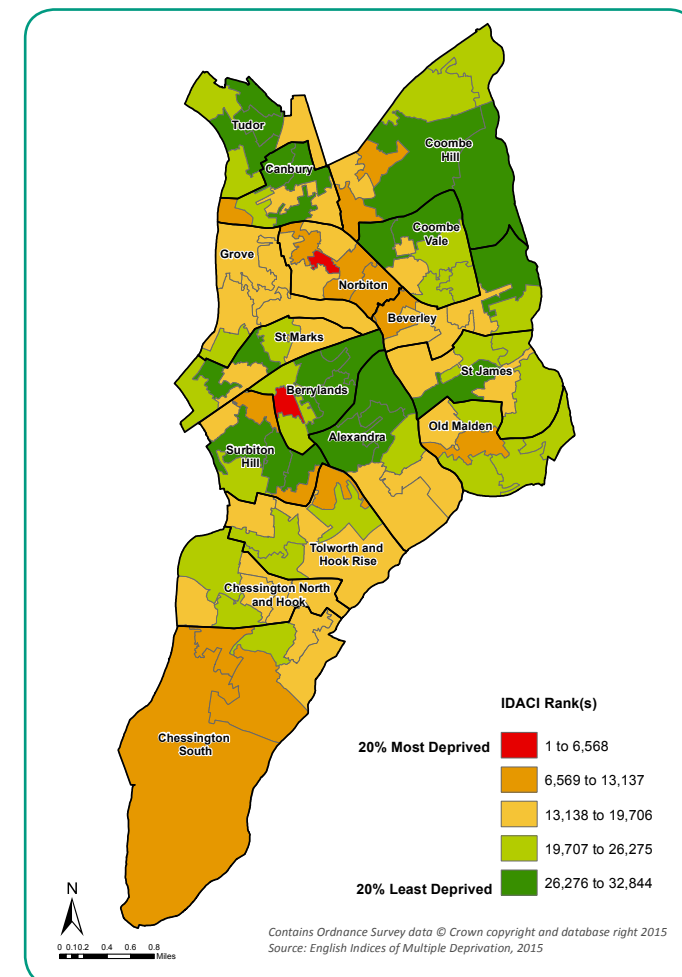 Tudor
Canbury
Coombe
Hill
Coombe
Vale
Grove
Norbiton
Beverley
St Marks
St James
Berrylands
Old Malden
Alexandra
Surbiton
Hill
Tolworth and
Hook Rise
Chessington North
and Hook
Chessington
South
IDACI Rank(s)
20% Most Deprived 1 to 6,568
6,569 to 13,137
13,138 to 19,706
19,707 to 26,275
20% Least Deprived 26,276 to 32,844
N
0 0.10.2 0.4 0.6 0.8
Miles
Contains Ordnance Survey data © Crown copyright and database right 2015
Source: English Indices of Multiple Deprivation, 2015